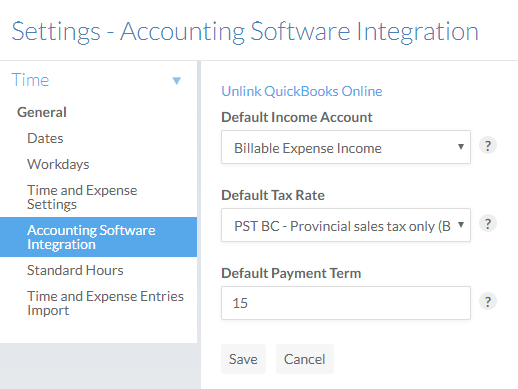 Settings - Accounting Software Integration
Time
General
Dates
Workdays
Time and Expense
Settings
Accounting Software
Integration
Standard Hours
Time and Expense Entries
Import
Unlink QuickBooks Online
Default Income Account
Billable Expense Income
?
Default Tax Rate
PST BC - Provincial sales tax only (B
?
Default Payment Term
15
?
Save
Cancel